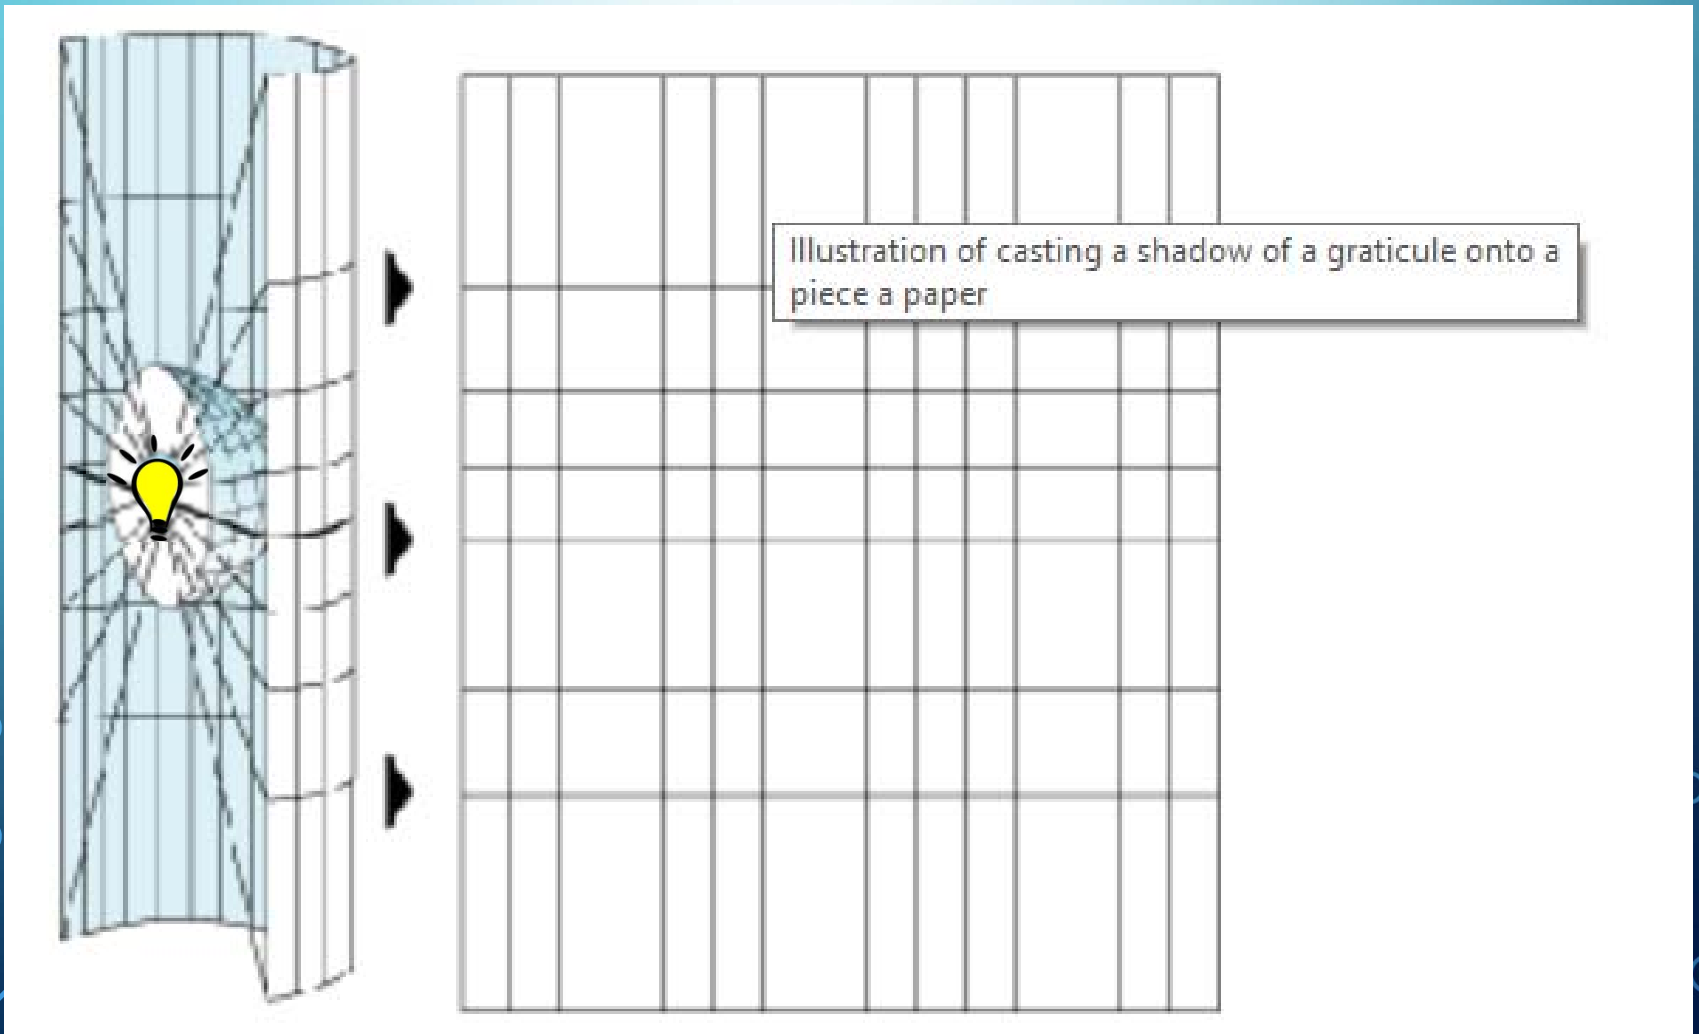 Illustration of casting a shadow of a graticule onto a
piece a paper